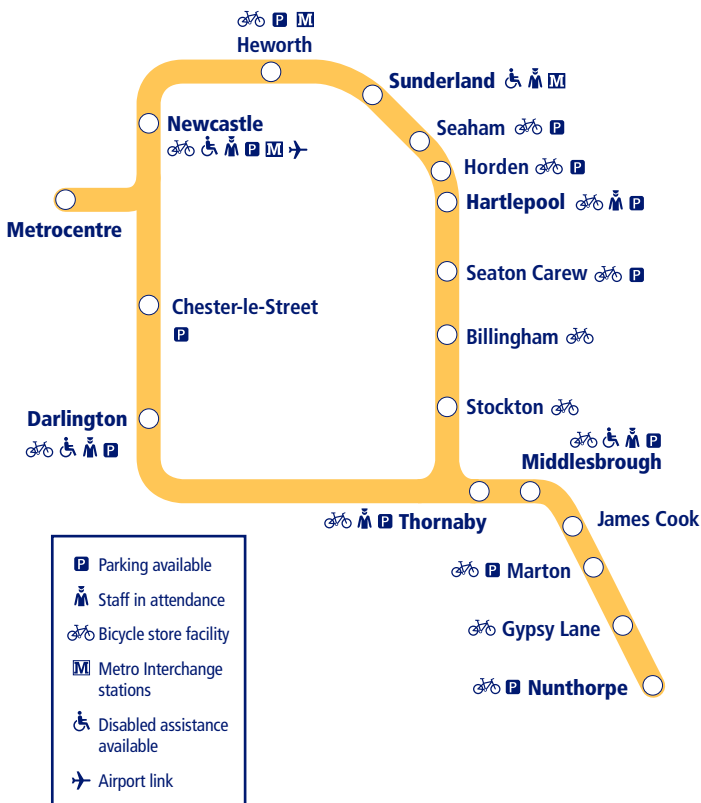 P M
Heworth
Sunderland M
Newcastle
P M
Seaham P
Horden P
Hartlepool P
Metrocentre
Seaton Carew P
Chester-le-Street
P
Billingham
Darlington
P
Stockton
P
Middlesbrough
P Thornaby
James Cook
P Marton
Gypsy Lane
P Nunthorpe
P Parking available
Staff in attendance
Bicycle store facility
M Metro Interchange
stations
Disabled assistance
available
Airport link